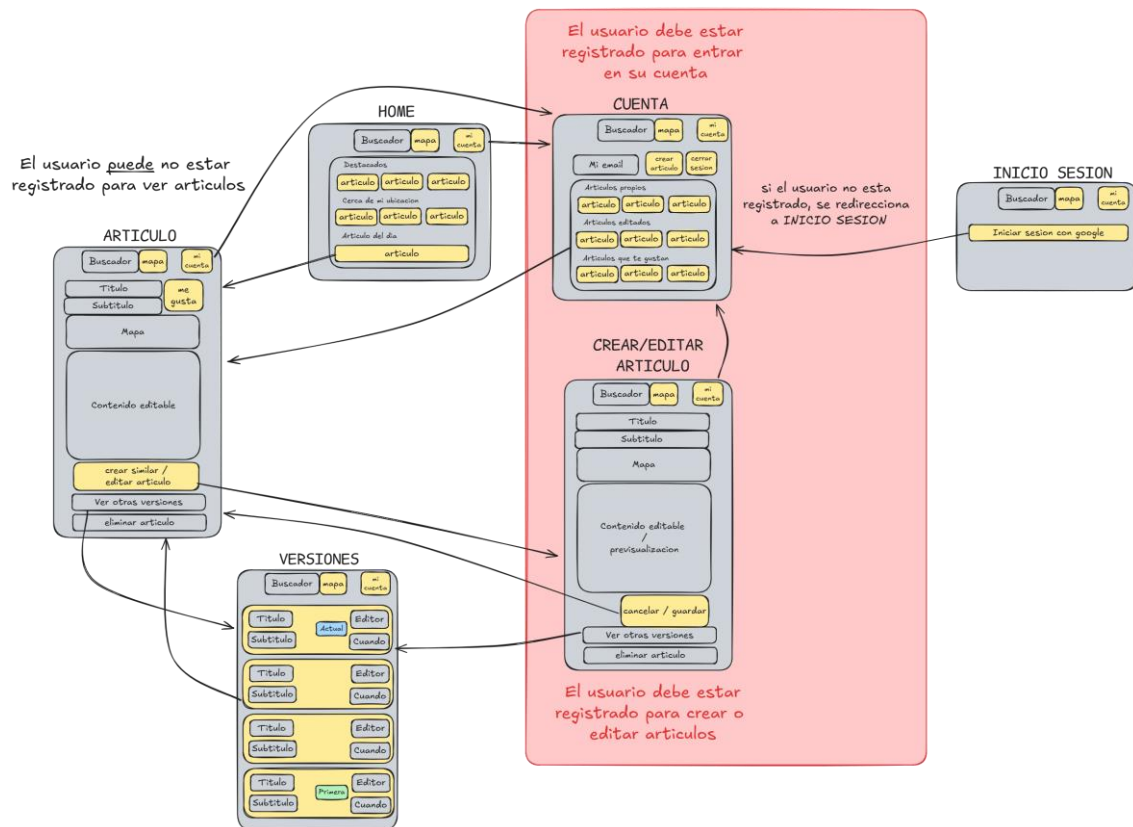 El usuario debe estar
registrado para entrar
en su cuenta
HOME
Buscador mapa mi cuenta
Destacados
articulo articulo articulo
Cerca de mi ubicacion
articulo articulo articulo
Articulo del dia
articulo
CUENTA
Buscador mapa mi cuenta
Mi email crear articulo cerrar sesion
Articulos propios
articulo articulo articulo
Articulos editados
articulo articulo articulo
Articulos que te gustan
articulo articulo articulo
si el usuario no esta
registrado, se redirecciona
a INICIO SESION
INICIO SESION
Buscador mapa mi cuenta
Iniciar sesion con google
El usuario puede no estar
registrado para ver articulos
ARTICULO
Buscador mapa mi cuenta
Titulo
Subtitulo
me gusta
Mapa
Contenido editable
crear similar /
editar articulo
Ver otras versiones
eliminar articulo
CREAR/EDITAR
ARTICULO
Buscador mapa mi cuenta
Titulo
Subtitulo
Mapa
Contenido editable
/
previsualizacion
cancelar / guardar
Ver otras versiones
eliminar articulo
El usuario debe estar
registrado para crear o
editar articulos
VERSIONES
Buscador mapa mi cuenta
Titulo Actual Editor
Subtitulo Cuando
Titulo Editor
Subtitulo Cuando
Titulo Editor
Subtitulo Cuando
Titulo Primera Editor
Subtitulo Cuando